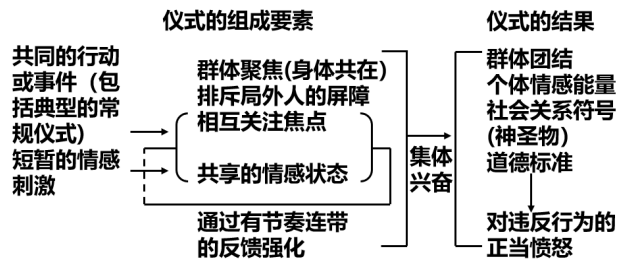 仪式的组成要素
仪式的结果
共同的行动
或事件（包
括典型的常
规仪式）
短暂的情感
刺激
群体聚焦(身体共在)
排斥局外人的屏障
相互关注焦点
共享的情感状态
通过有节奏连带
的反馈强化
集体
兴奋
群体团结
个体情感能量
社会关系符号
(神圣物）
道德标准
对违反行为的
正当愤怒